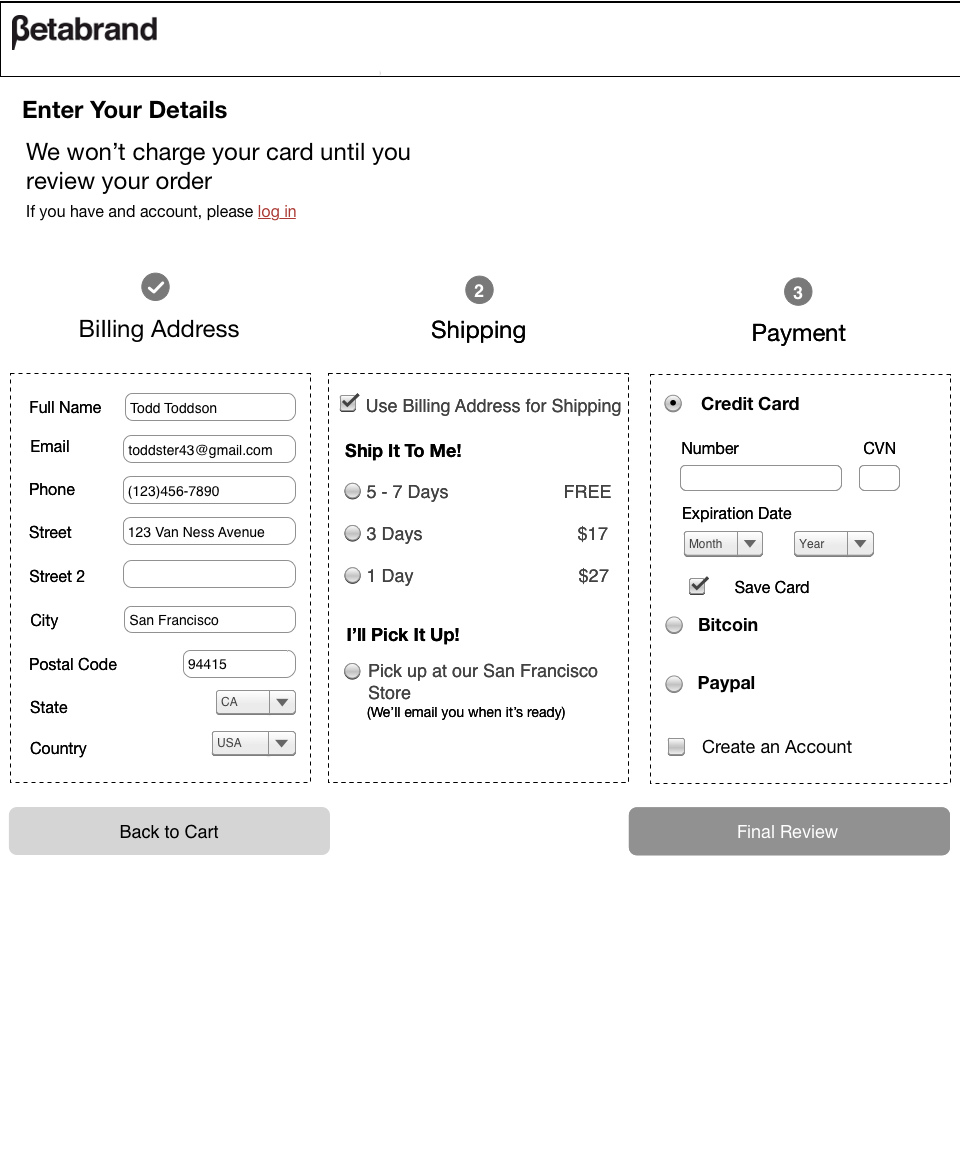 βetabrand
Enter Your Details
We won't charge your card until you
review your order
If you have and account, please log in
Billing Address
Full Name Todd Toddson
Email toddster43@gmail.com
Phone (123)456-7890
Street 123 Van Ness Avenue
Street 2
City San Francisco
Postal Code 94415
State CA
Country USA
2
Shipping
Use Billing Address for Shipping
Ship It To Me!
5 - 7 Days FREE
3 Days $17
1 Day $27
I'll Pick It Up!
Pick up at our San Francisco
Store
(We'll email you when it's ready)
3
Payment
Credit Card
Number CVN
Expiration Date
Month Year
Save Card
Bitcoin
Paypal
Create an Account
Back to Cart
Final Review